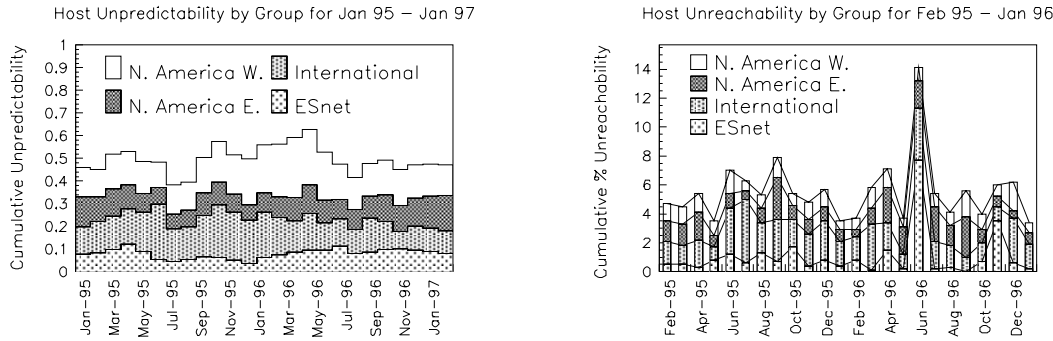 Host Unpredictability by Group for Jan 95 – Jan 97
Cumulative Unpredictability
1
0.9
0.8
0.7
0.6
0.5
0.4
0.3
0.2
0.1
0
N. America W.
International
N. America E.
ESnet
Jan–95
Mar–95
May–95
Jul–95
Sep–95
Nov–95
Jan–96
Mar–96
May–96
Jul–96
Sep–96
Nov–96
Jan–97
Host Unreachability by Group for Feb 95 – Jan 96
Cumulative % Unreachability
14
12
10
8
6
4
2
0
N. America W.
N. America E.
International
ESnet
Feb–95
Apr–95
Jun–95
Aug–95
Oct–95
Dec–95
Feb–96
Apr–96
Jun–96
Aug–96
Oct–96
Dec–96